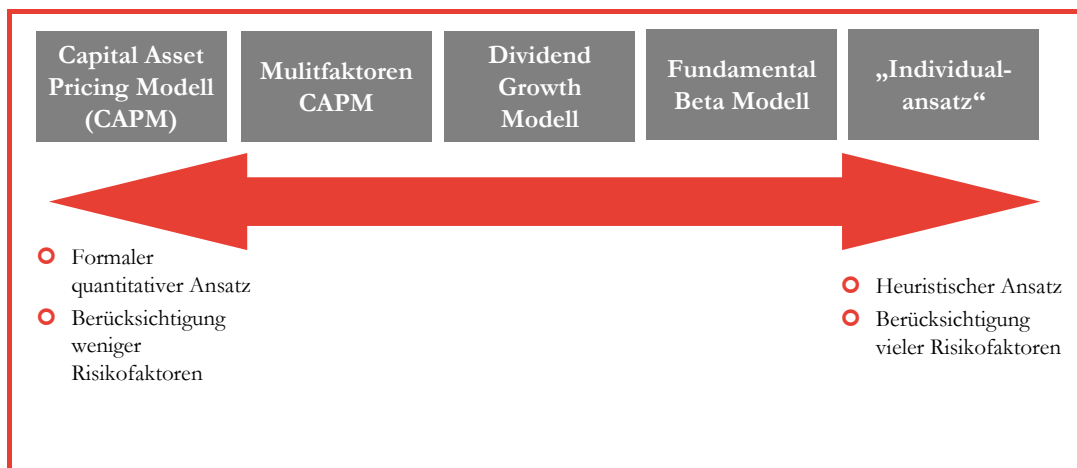 Capital Asset
Pricing Modell
(CAPM)
Mulitfaktoren
CAPM
Dividend
Growth
Modell
Fundamental
Beta Modell
„Individual-
ansatz“
Formaler
quantitativer Ansatz
Berücksichtigung
weniger
Risikofaktoren
Heuristischer Ansatz
Berücksichtigung
vieler Risikofaktoren